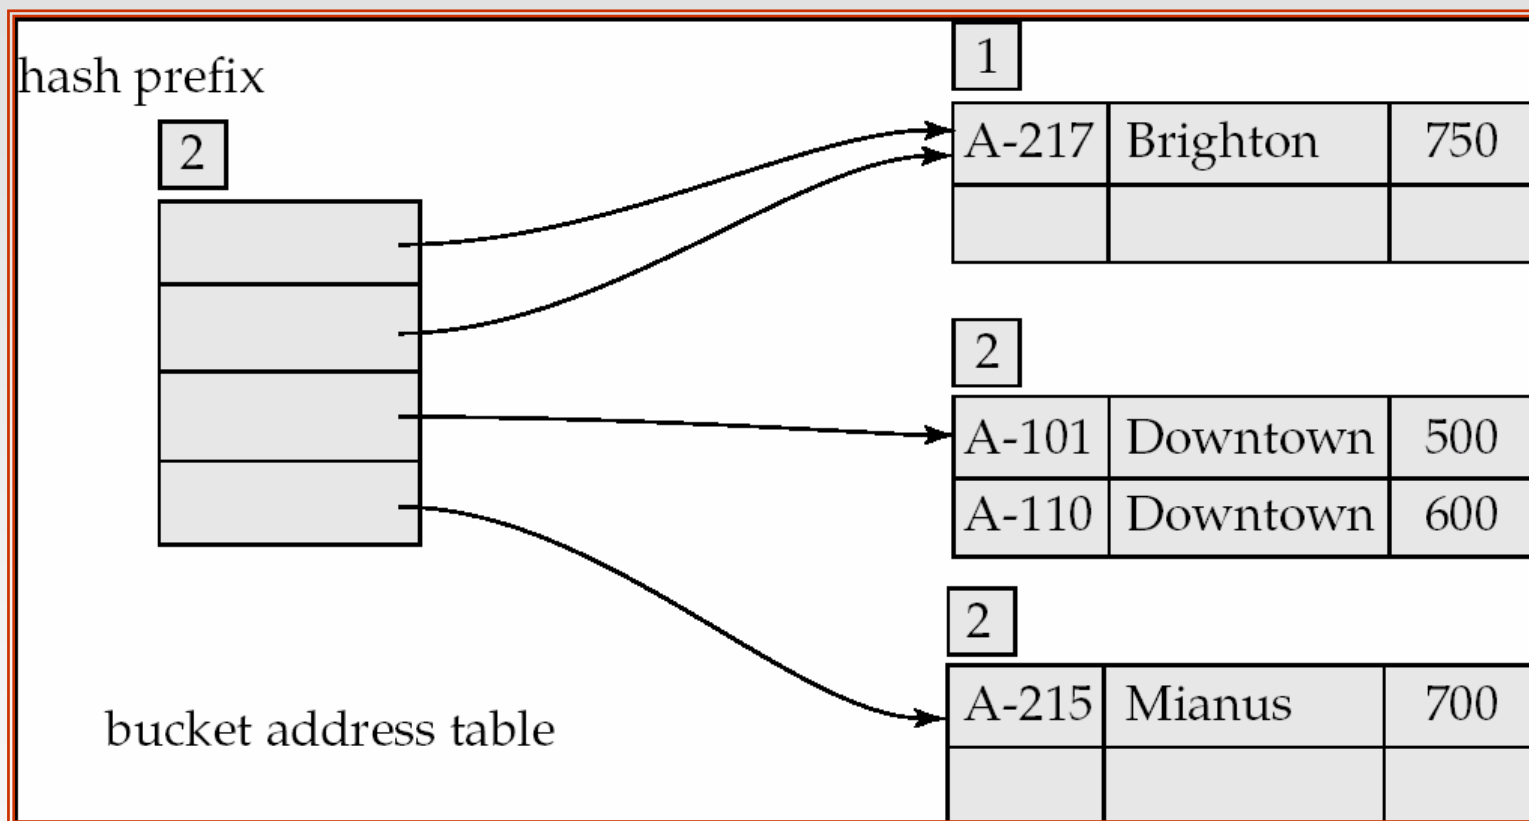 hash prefix
2
bucket address table
1
A-217 Brighton 750
2
A-101 Downtown 500
A-110 Downtown 600
2
A-215 Mianus 700